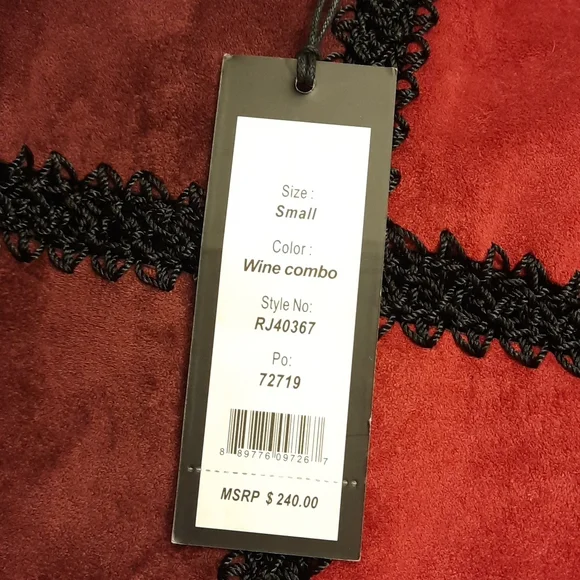 Size :
Small
Color :
Wine combo
Style No:
RJ40367
Po:
72719
8 89776 09726 7
MSRP $ 240.00